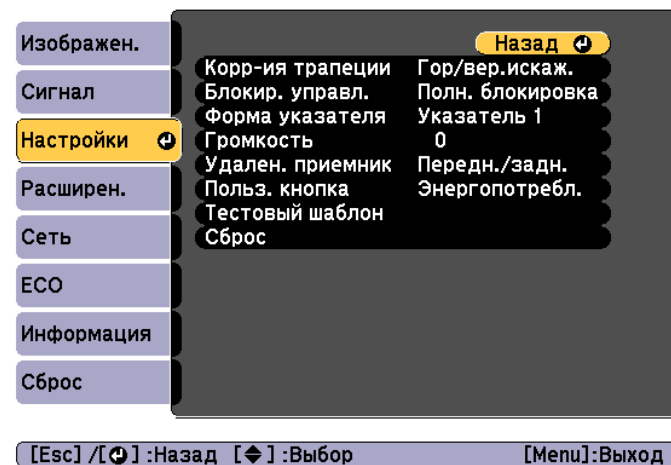 Изображен.
Сигнал
Настройки
Расширен.
Сеть
ECO
Информация
Сброс
Назад
Корр-ия трапеции Гор/вер.искаж.
Блокир. управл. Полн. блокировка
Форма указателя Указатель 1
Громкость 0
Удален. приемник Передн./задн.
Польз. кнопка Энергопотребл.
Тестовый шаблон
Сброс
[Esc] /[⏎] :Назад [◆] :Выбор [Menu]:Выход